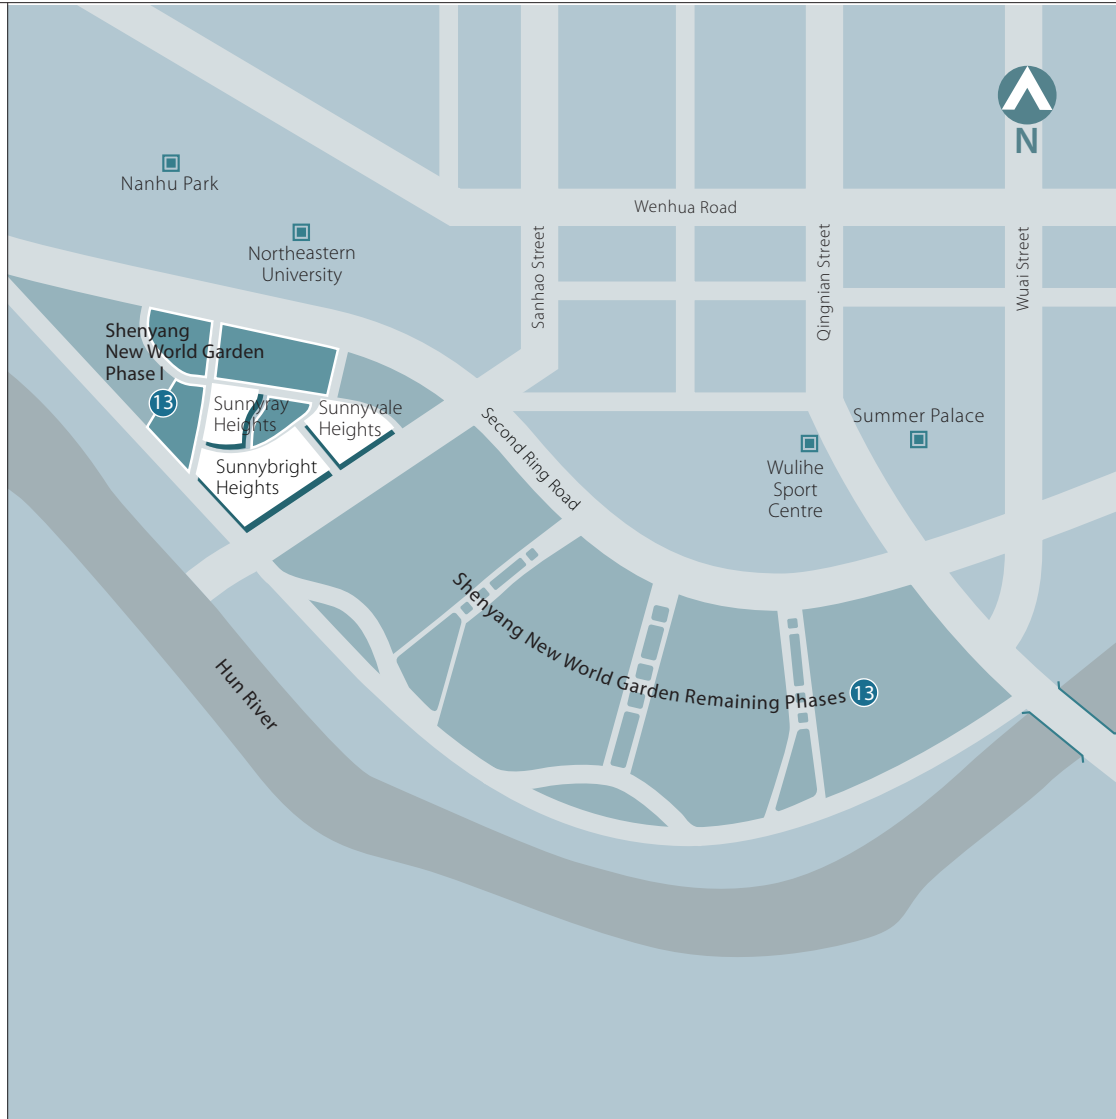 N
Nanhu Park
Wenhua Road
Northeastern
University
Sanhao Street
Qingnian Street
Wuai Street
Shenyang
New World Garden
Phase I
13
Sunnyray
Heights
Sunnyvale
Heights
Sunnybright
Heights
Second Ring Road
Summer Palace
Wulihe
Sport
Centre
Shenyang New World Garden Remaining Phases 13
Hun River